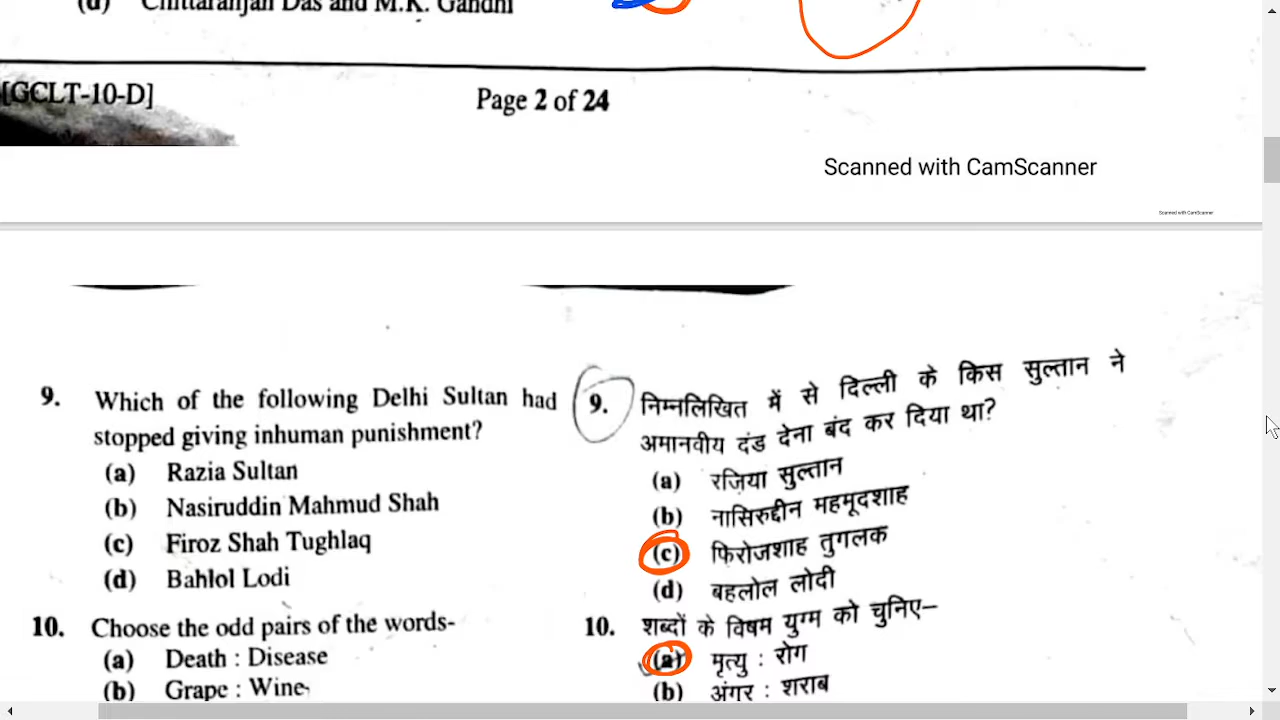 (d) Chittaranjan Das and M.K. Gandhi
[GCLT-10-D]
Page 2 of 24
Scanned with CamScanner
Scanned with CamScanner
9. Which of the following Delhi Sultan had
stopped giving inhuman punishment?
(a) Razia Sultan
(b) Nasiruddin Mahmud Shah
(c) Firoz Shah Tughlaq
(d) Bahlol Lodi
10. Choose the odd pairs of the words-
(a) Death : Disease
(b) Grape : Wine
9. निम्नलिखित में से दिल्ली के किस सुल्तान ने
अमानवीय दंड देना बंद कर दिया था?
(a) रज़िया सुल्तान
(b) नासिरुद्दीन महमूदशाह
(c) फिरोजशाह तुगलक
(d) बहलोल लोदी
10. शब्दों के विषम युग्म को चुनिए–
(a) मृत्यु : रोग
(b) अंगूर : शराब